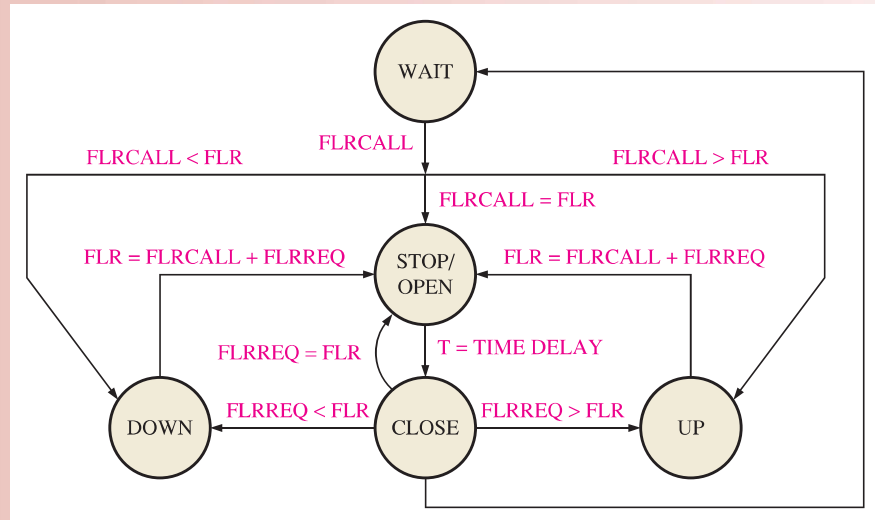 WAIT
FLRCALL
FLRCALL < FLR
FLRCALL > FLR
FLRCALL = FLR
FLR = FLRCALL + FLRREQ
STOP/
OPEN
FLR = FLRCALL + FLRREQ
FLRREQ = FLR
T = TIME DELAY
DOWN
FLRREQ < FLR
CLOSE
FLRREQ > FLR
UP